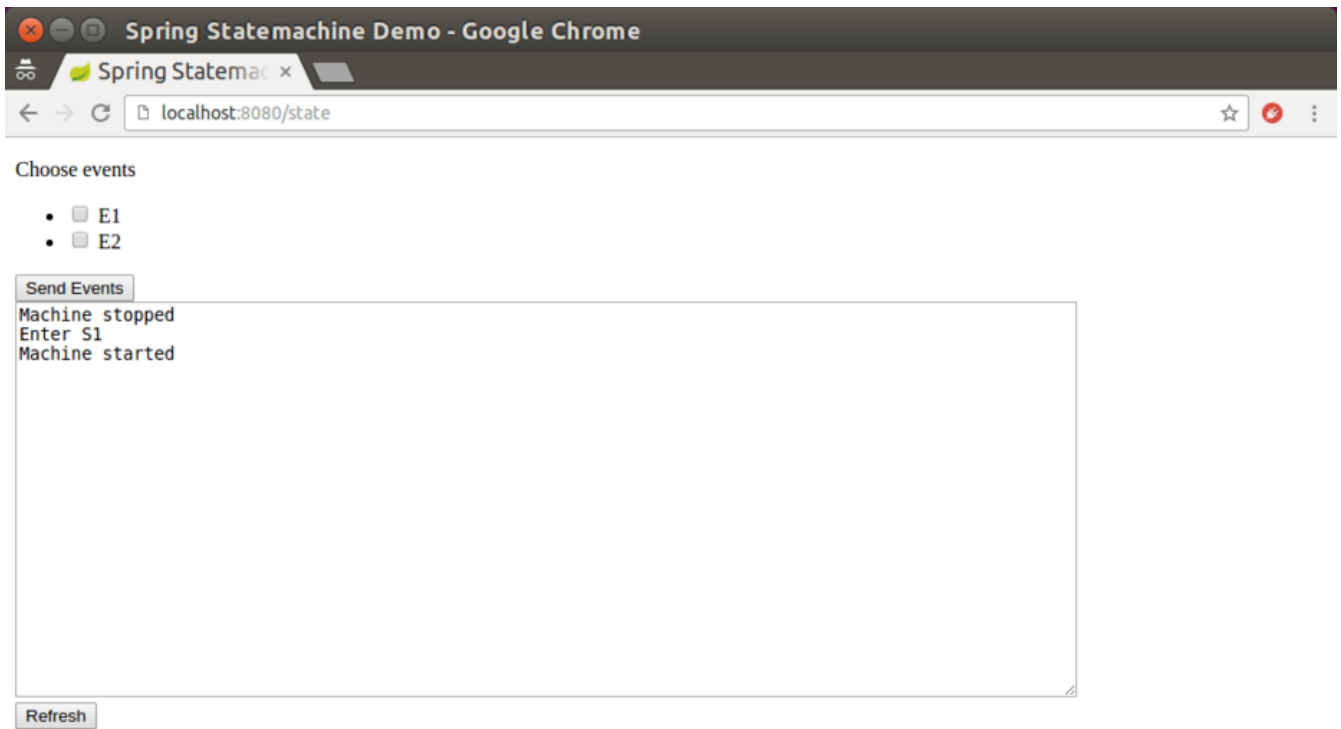 Spring Statemachine Demo - Google Chrome
Spring Statemac
localhost:8080/state
Choose events
E1
E2
Send Events
Machine stopped
Enter S1
Machine started
Refresh